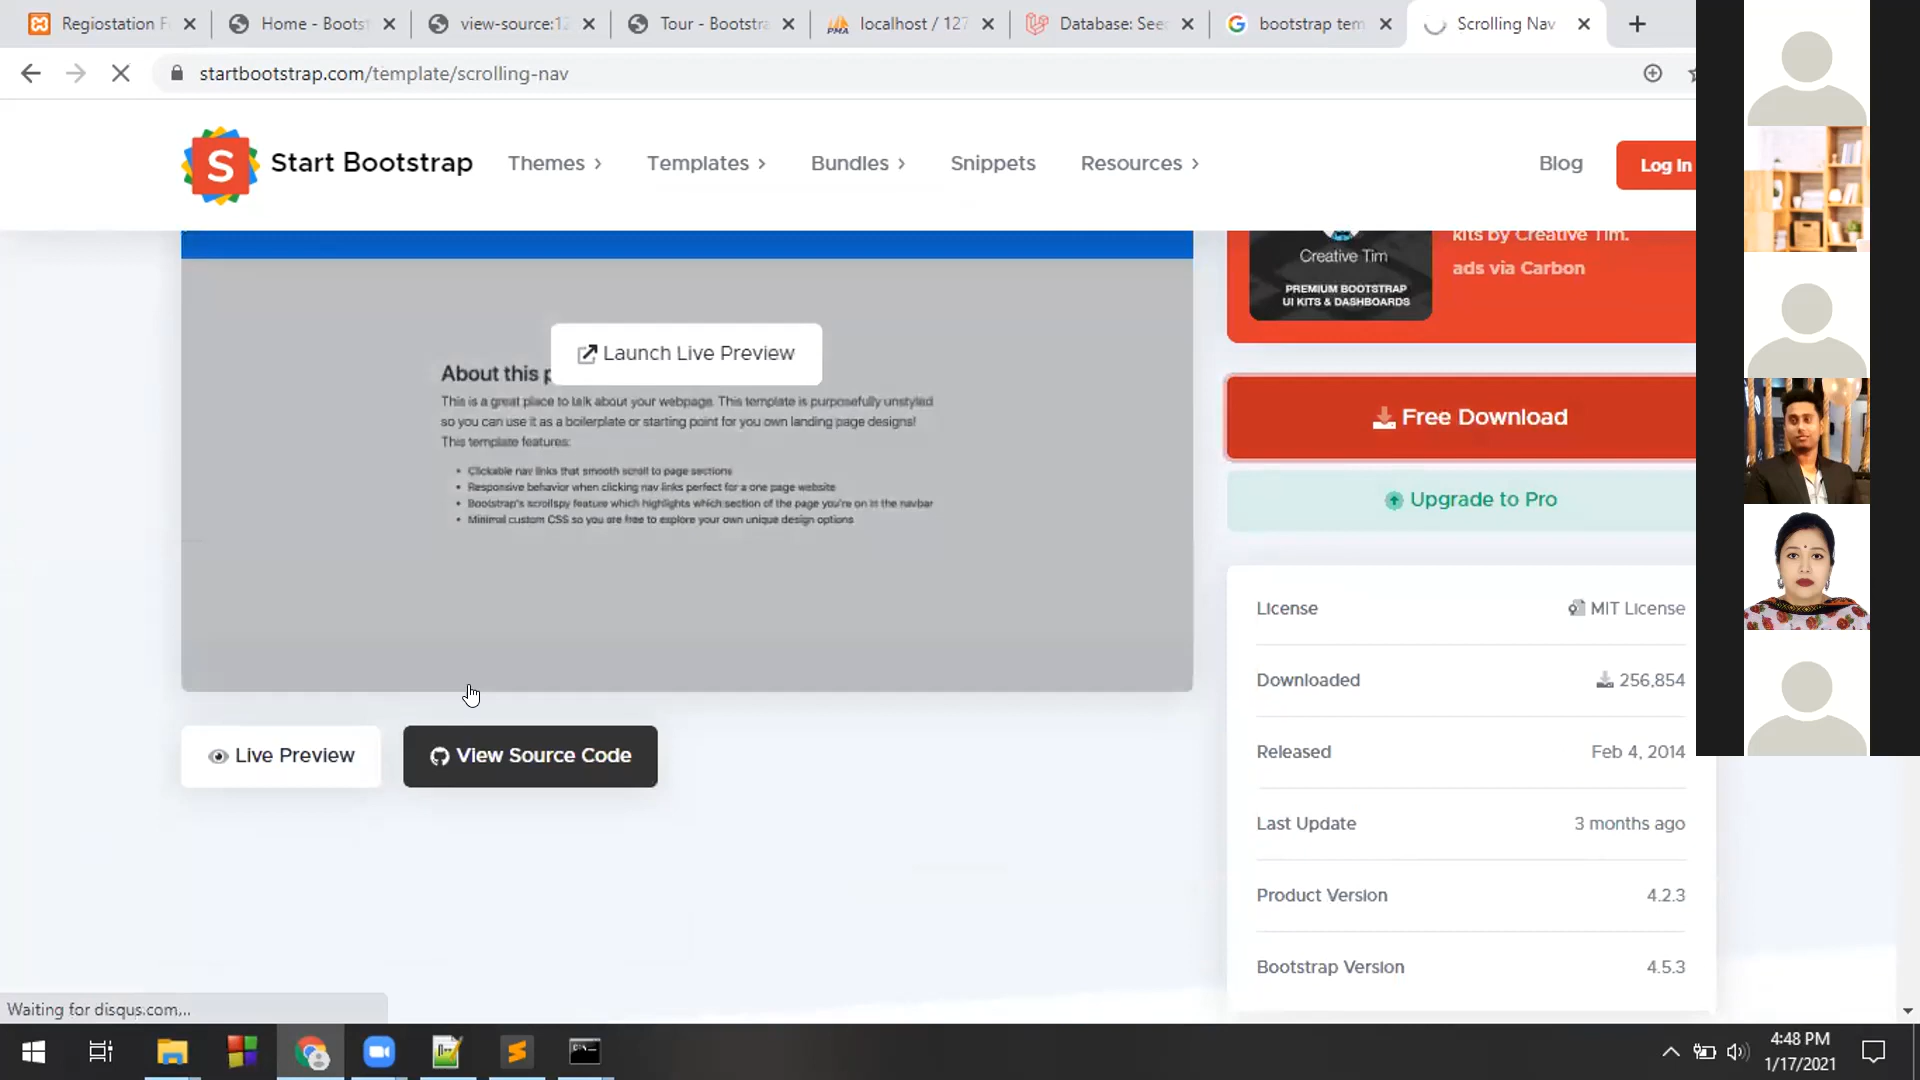 Regiostation F
Home - Boots
view-source:12
Tour - Bootstra
PMA
localhost / 127
Database: See
bootstrap tem
Scrolling Nav
startbootstrap.com/template/scrolling-nav
S
Start Bootstrap
Themes
Templates
Bundles
Snippets
Resources
Blog
Log In
kits by Creative Tim.
ads via Carbon
Creative Tim
PREMIUM BOOTSTRAP
UI KITS & DASHBOARDS
Launch Live Preview
About this p
This is a great place to talk about your webpage. This template is purposefully unstyled
so you can use it as a boilerplate or starting point for you own landing page designs!
This template features:
• Clickable nav links that smooth scroll to page sections
• Responsive behavior when clicking nav links perfect for a one page website
• Bootstrap's scrollspy feature which highlights which section of the page you're on in the navbar
• Minimal custom CSS so you are free to explore your own unique design options
Free Download
Upgrade to Pro
Live Preview
View Source Code
License
MIT License
Downloaded
256,854
Released
Feb 4, 2014
Last Update
3 months ago
Product Version
4.2.3
Bootstrap Version
4.5.3
Waiting for disqus.com...
4:48 PM
1/17/2021